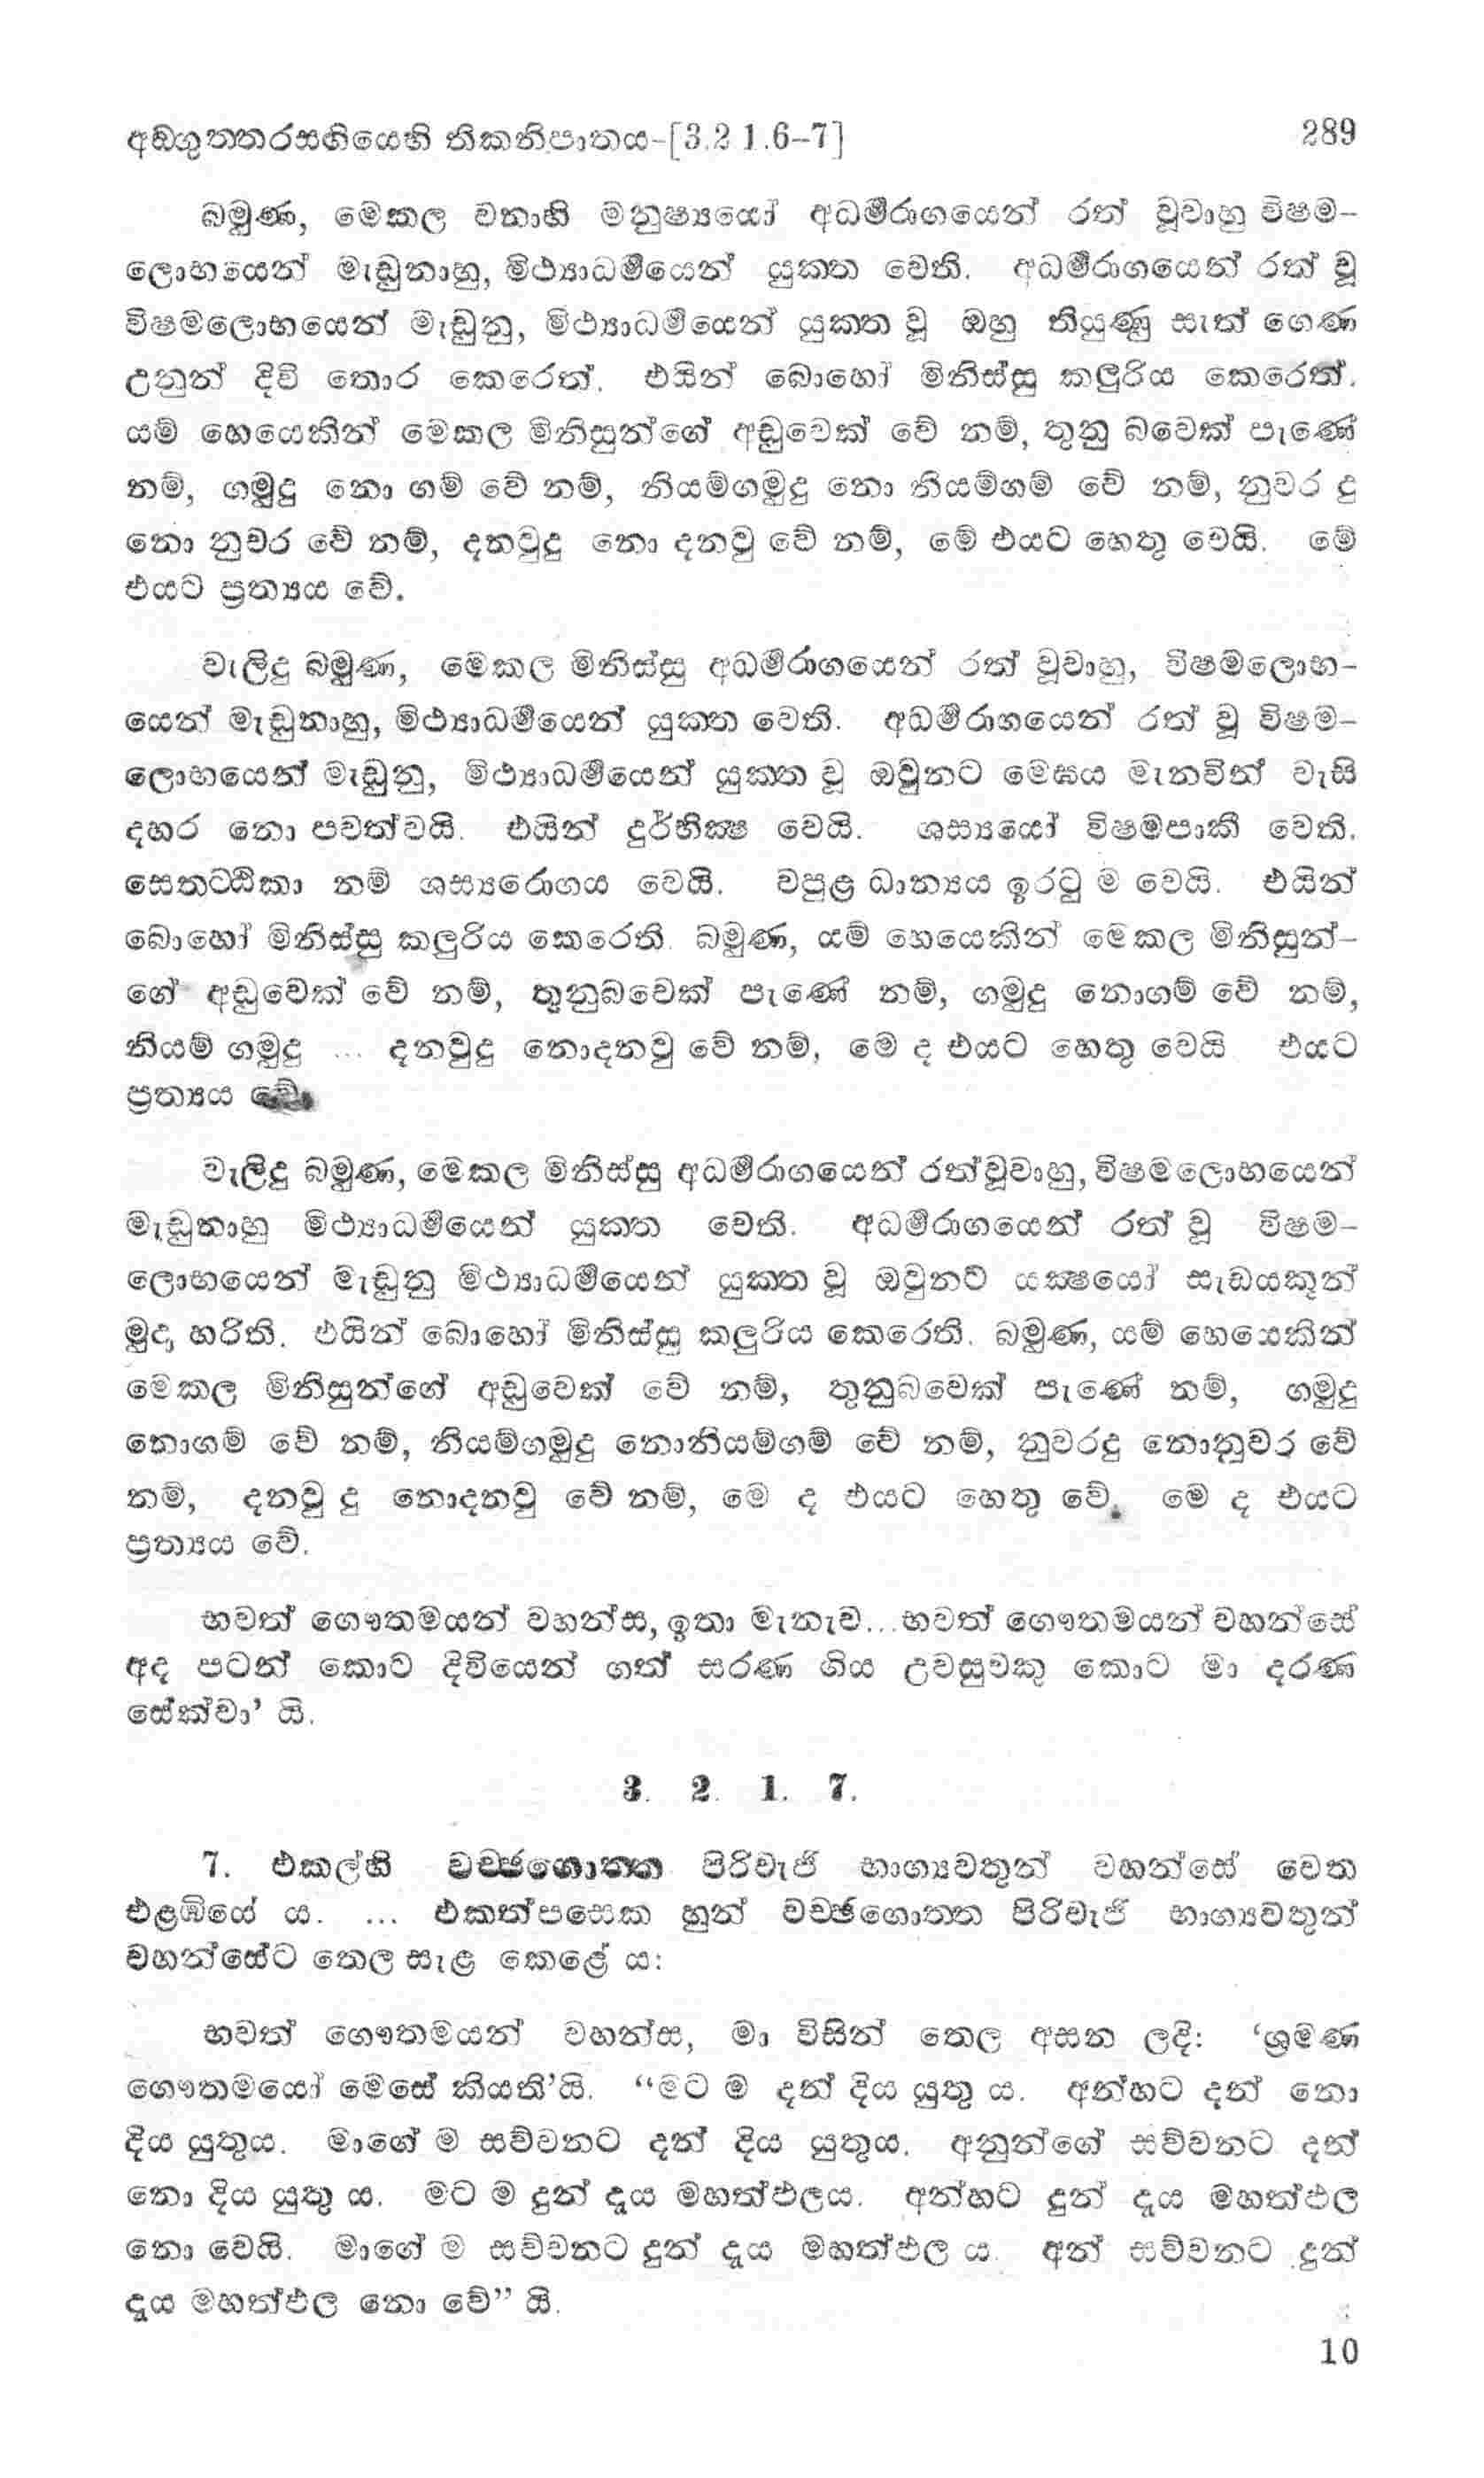 අඞ්ගුත්තරසඟියෙහි තිකනිපාතය-[3.2 1.6-7] 289
බමුණ, මෙකල වනාහි මනුෂ්‍යයෝ අධර්‍මරාගයෙන් රත් වූවාහු විෂම-
ලොභයෙන් මැඩුනාහු, මිථ්‍යාධර්‍මයෙන් යුක්ත වෙති. අධර්‍මරාගයෙන් රත් වූ
විෂමලොභයෙන් මැඩුනු, මිථ්‍යාධර්‍මයෙන් යුක්ත වූ ඔහු තියුණු සැත් ගෙණ
උනුන් දිවි තොර කෙරෙත්. එයින් බොහෝ මිනිස්සු කලුරිය කෙරෙත්.
යම් හෙයෙකින් මෙකල මිනිසුන්ගේ අඩුවෙක් වේ නම්, තුනු බවෙක් පැණේ
නම්, ගමුදු නො ගම් වේ නම්, නියම්ගමුදු නො නියම්ගම් වේ නම්, නුවර දු
නො නුවර වේ නම්, දනවුදු නො දනවු වේ නම්, මේ එයට හෙතු වෙයි. මේ
එයට ප්‍රත්‍යය වේ.
වැලිදු බමුණ, මෙකල මිනිස්සු අධර්‍මරාගයෙන් රත් වූවාහු, විෂමලොභ-
යෙන් මැඩුනාහු, මිථ්‍යාධර්‍මයෙන් යුක්ත වෙති. අධර්‍මරාගයෙන් රත් වූ විෂම-
ලොභයෙන් මැඩුනු, මිථ්‍යාධර්‍මයෙන් යුක්ත වූ ඔවුනට මෙඝය මැනවින් වැසි
දහර නො පවත්වයි. එයින් දුර්භික්‍ෂ වෙයි. ශස්‍යයෝ විෂමපාකී වෙති.
සෙතට්ඨිකා නම් ශස්‍යරොගය වෙයි. වපුළ ධාන්‍යය ඉරටු ම වෙයි. එයින්
බොහෝ මිනිස්සු කලුරිය කෙරෙති. බමුණ, යම් හෙයෙකින් මෙකල මිනිසුන්-
ගේ අඩුවෙක් වේ නම්, තුනුබවෙක් පැණේ නම්, ගමුදු නොගම් වේ නම්,
නියම් ගමුදු ... දනවුදු නොදනවු වේ නම්, මෙ ද එයට හෙතු වෙයි එයට
ප්‍රත්‍යය වේ.
වැලිදු බමුණ, මෙකල මිනිස්සු අධර්‍මරාගයෙන් රත්වූවාහු, විෂමලොභයෙන්
මැඩුනාහු මිථ්‍යාධර්‍මයෙන් යුක්ත වෙති. අධර්‍මරාගයෙන් රත් වූ විෂම-
ලොභයෙන් මැඩුනු මිථ්‍යාධර්‍මයෙන් යුක්ත වූ ඔවුනට යක්‍ෂයෝ සැඩයකුන්
මුදා හරිති. එයින් බොහෝ මිනිස්සු කලුරිය කෙරෙති. බමුණ, යම් හෙයෙකින්
මෙකල මිනිසුන්ගේ අඩුවෙක් වේ නම්, තුනුබවෙක් පැණේ නම්, ගමුදු
නොගම් වේ නම්, නියම්ගමුදු නොනියම්ගම් වේ නම්, නුවරදු නොනුවර වේ
නම්, දනවු දු නොදනවු වේ නම්, මෙ ද එයට හෙතු වේ. මෙ ද එයට
ප්‍රත්‍යය වේ.
භවත් ගෞතමයන් වහන්ස, ඉතා මැනැව...භවත් ගෞතමයන් වහන්සේ
අද පටන් කොට දිවියෙන් ගත් සරණ ගිය උවසුවකු කොට මා දරණ
සේක්වා’ යි.
3. 2. 1. 7.
7. එකල්හි වච්ඡගොත්ත පිරිවැජි භාග්‍යවතුන් වහන්සේ වෙත
එළඹියේ ය. ... එකත්පසෙක හුන් වච්ඡගොත්ත පිරිවැජි භාග්‍යවතුන්
වහන්සේට තෙල සැළ කෙළේ ය:
භවත් ගෞතමයන් වහන්ස, මා විසින් තෙල අසන ලදි: ‘ශ්‍රමණ
ගෞතමයෝ මෙසේ කියති’යි. “මට ම දන් දිය යුතු ය. අන්හට දන් නො
දිය යුතුය. මාගේ ම සව්වනට දන් දිය යුතුය. අනුන්ගේ සව්වනට දන්
නො දිය යුතු ය. මට ම දුන් දෑය මහත්ඵලය. අන්හට දුන් දෑය මහත්ඵල
නො වෙයි. මාගේ ම සව්වනට දුන් දෑය මහත්ඵල ය. අන් සව්වනට දුන්
දෑය මහත්ඵල නො වේ” යි.
10